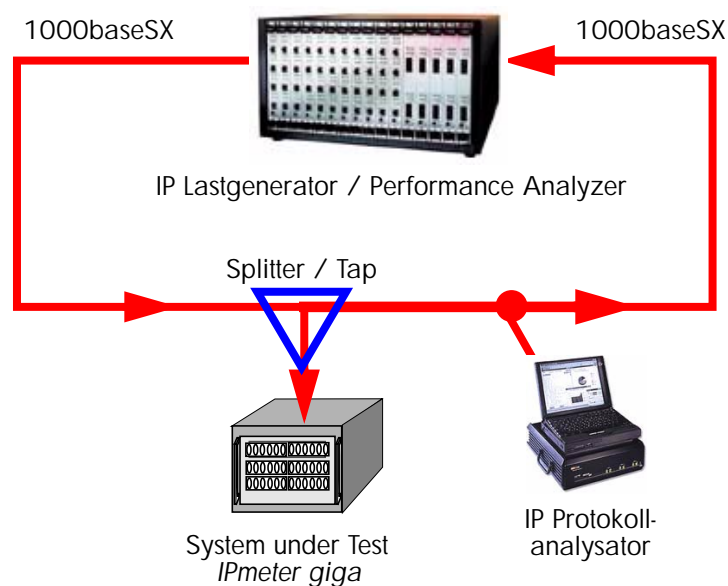 1000baseSX
1000baseSX
IP Lastgenerator / Performance Analyzer
Splitter / Tap
System under Test
IPmeter giga
IP Protokoll-
analysator